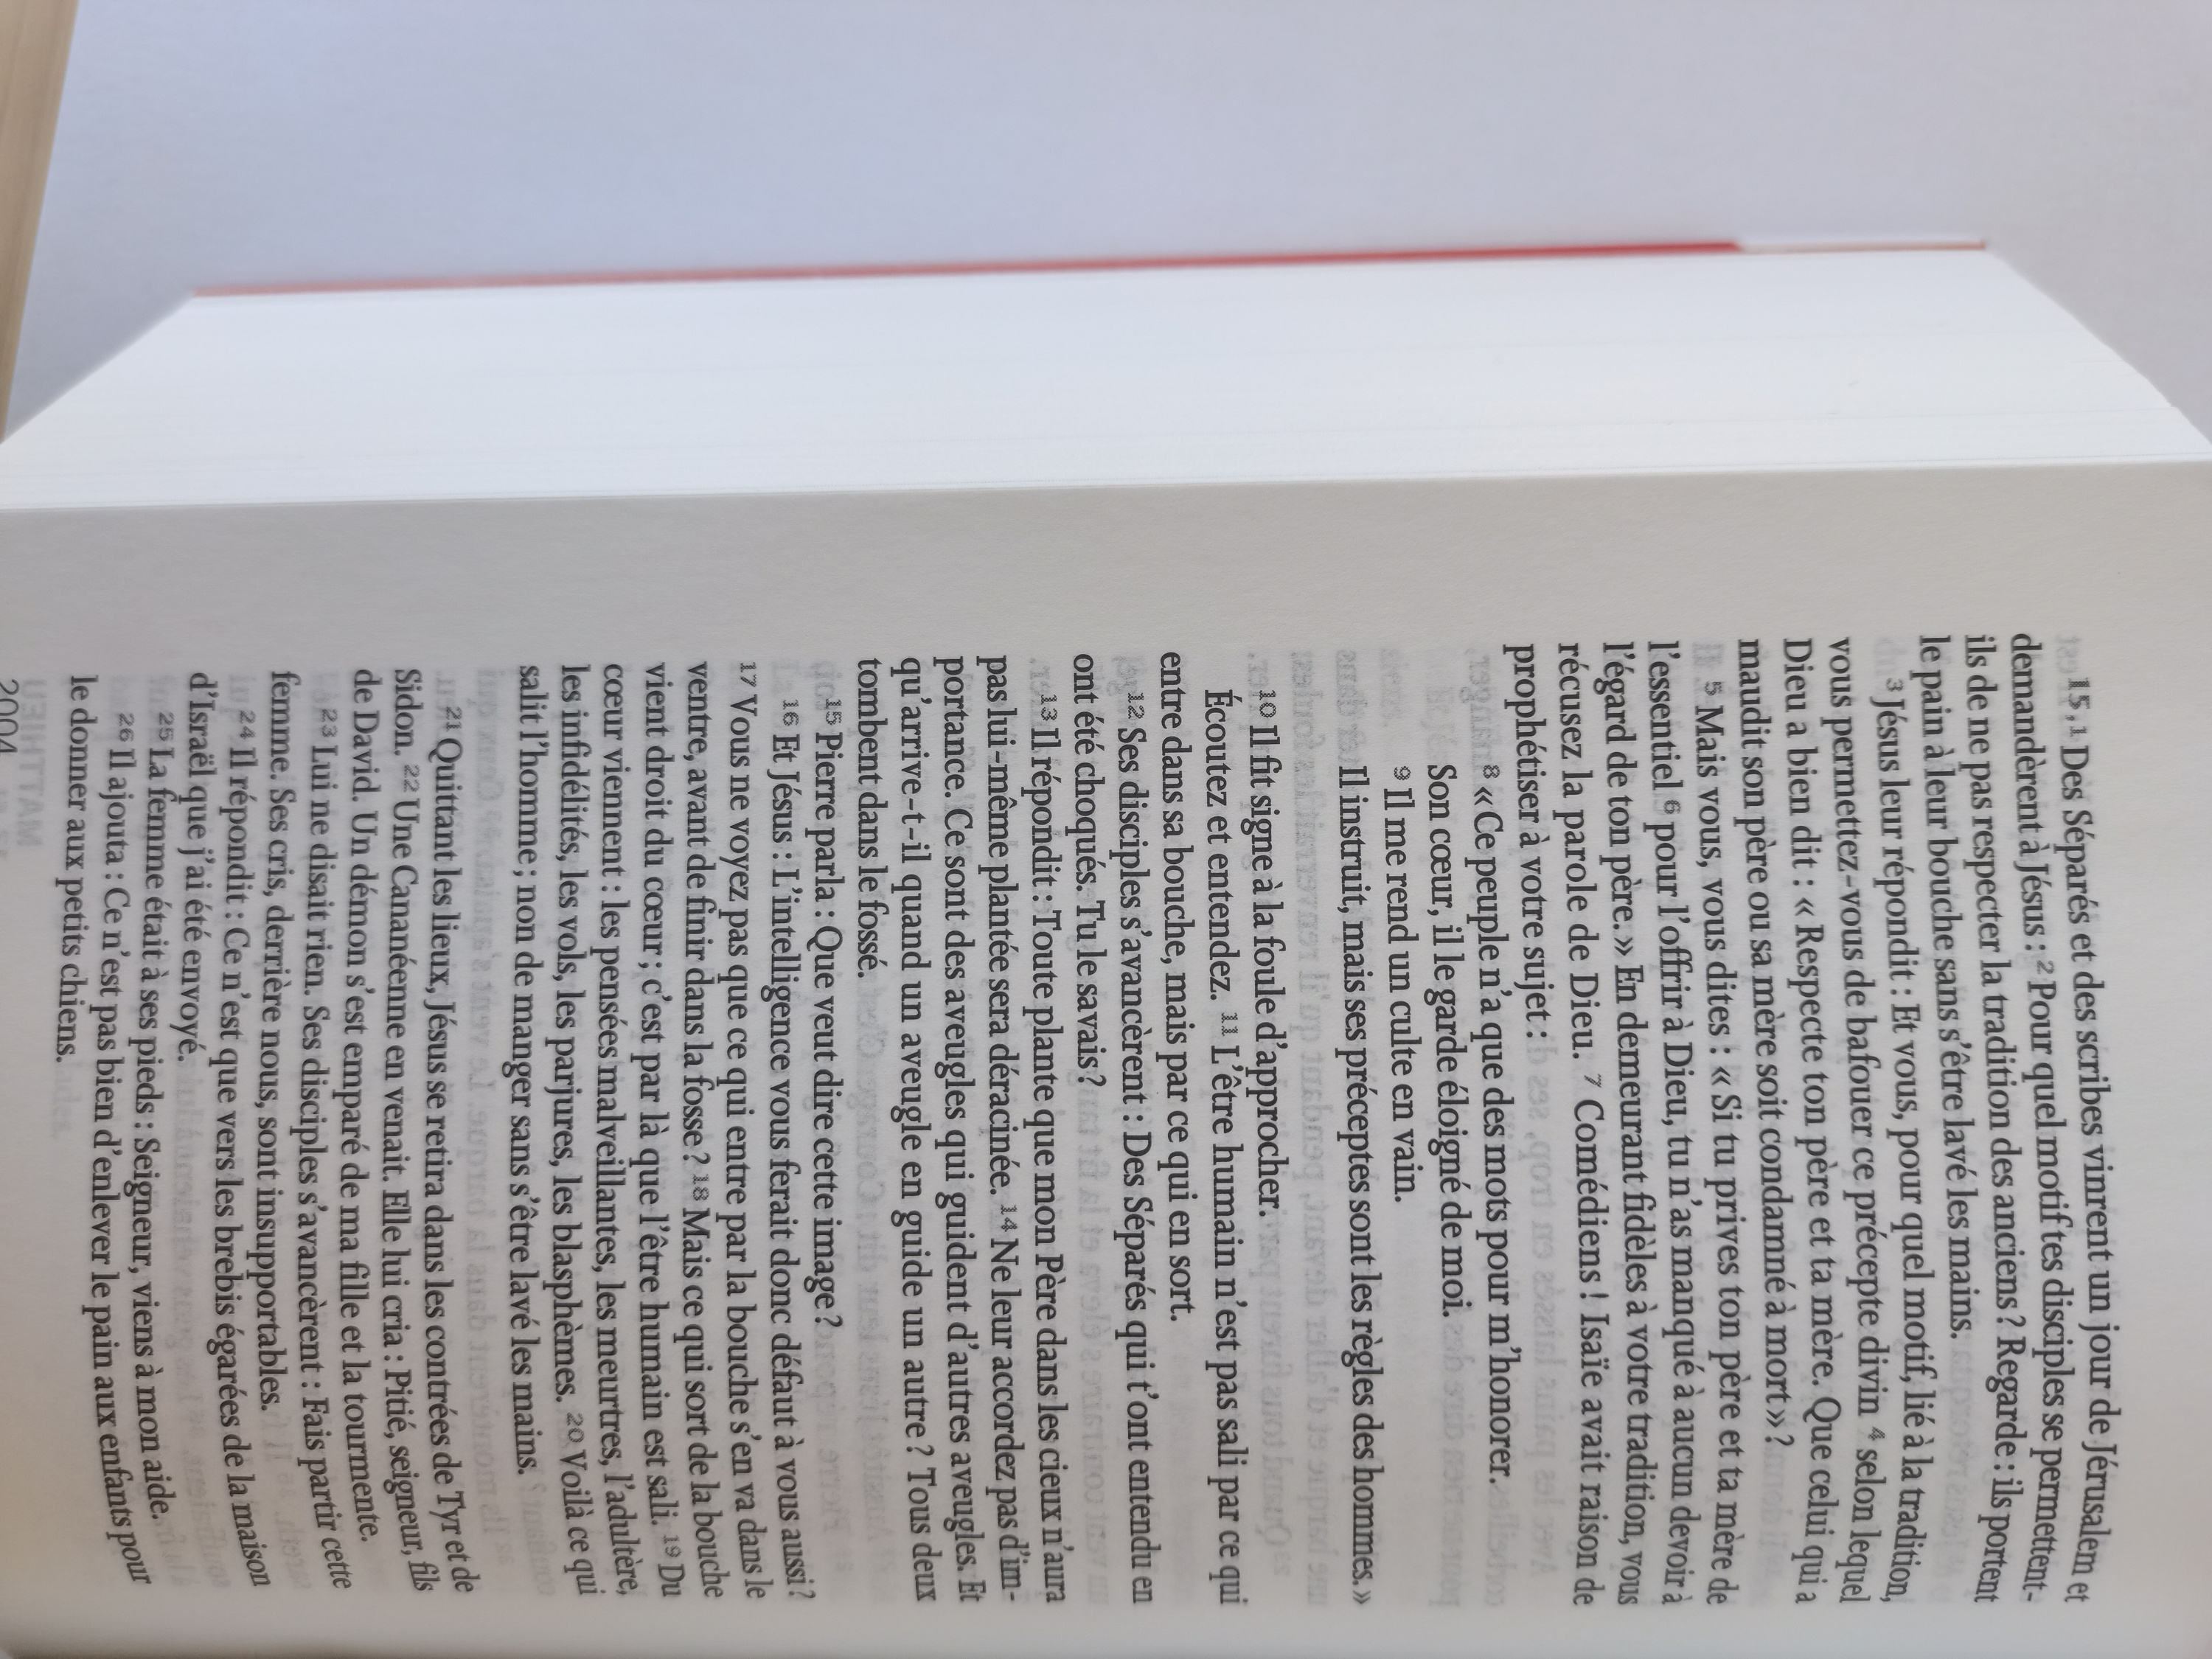 15,1 Des Séparés et des scribes vinrent un jour de Jérusalem et
demandèrent à Jésus : 2 Pour quel motif tes disciples se permettent-
ils de ne pas respecter la tradition des anciens ? Regarde : ils portent
le pain à leur bouche sans s’être lavé les mains.
3 Jésus leur répondit : Et vous, pour quel motif, lié à la tradition,
vous permettez-vous de bafouer ce précepte divin 4 selon lequel
Dieu a bien dit : « Respecte ton père et ta mère. Que celui qui a
maudit son père ou sa mère soit condamné à mort » ?
5 Mais vous, vous dites : « Si tu prives ton père et ta mère de
l’essentiel 6 pour l’offrir à Dieu, tu n’as manqué à aucun devoir à
l’égard de ton père. » En demeurant fidèles à votre tradition, vous
récusez la parole de Dieu. 7 Comédiens ! Isaïe avait raison de
prophétiser à votre sujet :
8 « Ce peuple n’a que des mots pour m’honorer.
Son cœur, il le garde éloigné de moi.
9 Il me rend un culte en vain.
Il instruit, mais ses préceptes sont les règles des hommes. »
10 Il fit signe à la foule d’approcher.
Écoutez et entendez. 11 L’être humain n’est pas sali par ce qui
entre dans sa bouche, mais par ce qui en sort.
12 Ses disciples s’avancèrent : Des Séparés qui t’ont entendu en
ont été choqués. Tu le savais ?
13 Il répondit : Toute plante que mon Père dans les cieux n’aura
pas lui-même plantée sera déracinée. 14 Ne leur accordez pas d’im-
portance. Ce sont des aveugles qui guident d’autres aveugles. Et
qu’arrive-t-il quand un aveugle en guide un autre ? Tous deux
tombent dans le fossé.
15 Pierre parla : Que veut dire cette image ?
16 Et Jésus : L’intelligence vous ferait donc défaut à vous aussi ?
17 Vous ne voyez pas que ce qui entre par la bouche s’en va dans le
ventre, avant de finir dans la fosse ? 18 Mais ce qui sort de la bouche
vient droit du cœur ; c’est par là que l’être humain est sali. 19 Du
cœur viennent : les pensées malveillantes, les meurtres, l’adultère,
les infidélités, les vols, les parjures, les blasphèmes. 20 Voilà ce qui
salit l’homme ; non de manger sans s’être lavé les mains.
21 Quittant les lieux, Jésus se retira dans les contrées de Tyr et de
Sidon. 22 Une Cananéenne en venait. Elle lui cria : Pitié, seigneur, fils
de David. Un démon s’est emparé de ma fille et la tourmente.
23 Lui ne disait rien. Ses disciples s’avancèrent : Fais partir cette
femme. Ses cris, derrière nous, sont insupportables.
24 Il répondit : Ce n’est que vers les brebis égarées de la maison
d’Israël que j’ai été envoyé.
25 La femme était à ses pieds : Seigneur, viens à mon aide.
26 Il ajouta : Ce n’est pas bien d’enlever le pain aux enfants pour
le donner aux petits chiens.
2004